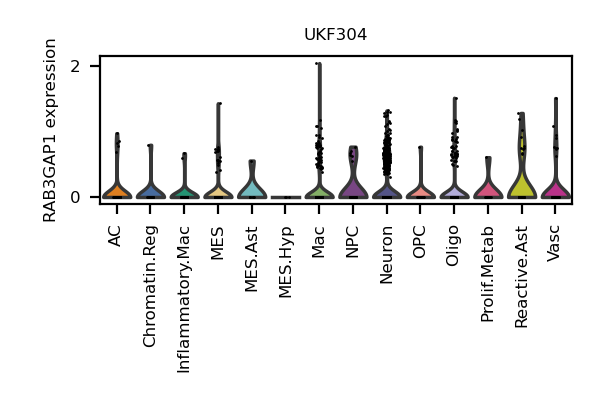 UKF304
RAB3GAP1 expression
2
0
AC
Chromatin.Reg
Inflammatory.Mac
MES
MES.Ast
MES.Hyp
Mac
NPC
Neuron
OPC
Oligo
Prolif.Metab
Reactive.Ast
Vasc